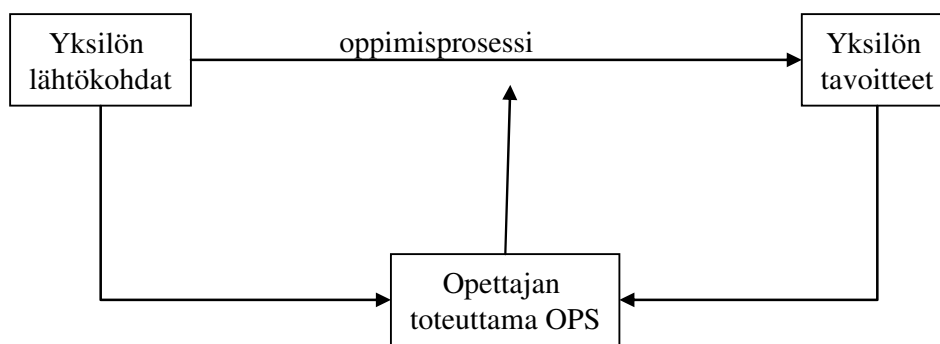 Yksilön
lähtökohdat
oppimisprosessi
Yksilön
tavoitteet
Opettajan
toteuttama OPS